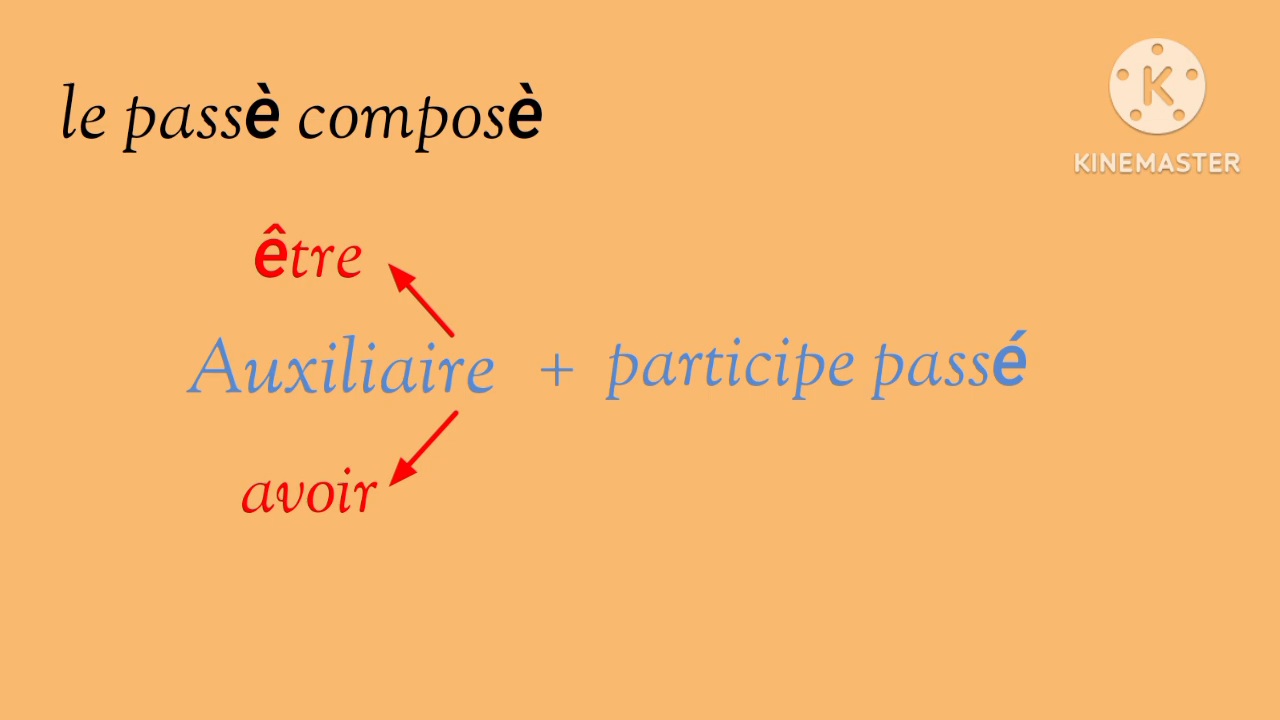 le passè composè
KINEMASTER
être
Auxiliaire + participe passé
avoir